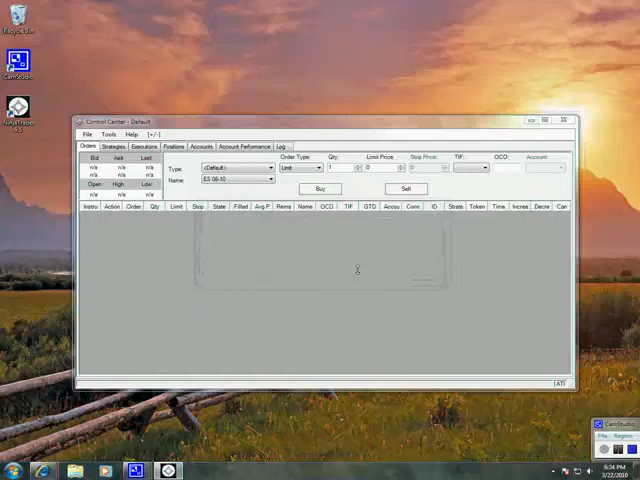 Recycle Bin
CamStudio
NinjaTrader
6.5
Control Center - Default
File Tools Help [+/-]
Orders Strategies Executions Positions Accounts Account Performance Log
Bid Ask Last
n/a n/a n/a
n/a n/a n/a
Open High Low
n/a n/a n/a
Order Type: Qty: Limit Price: Stop Price: TIF: OCO: Account:
Type: <Default> Limit 1 0 0
Name: ES 06-10
Buy Sell
Instru Action Order Qty Limit Stop State Filled Avg P Rema Name OCO TIF GTD Accou Conn ID Strate Token Time Increa Decre Can
ATI
CamStudio
File Region
6:34 PM
3/22/2010